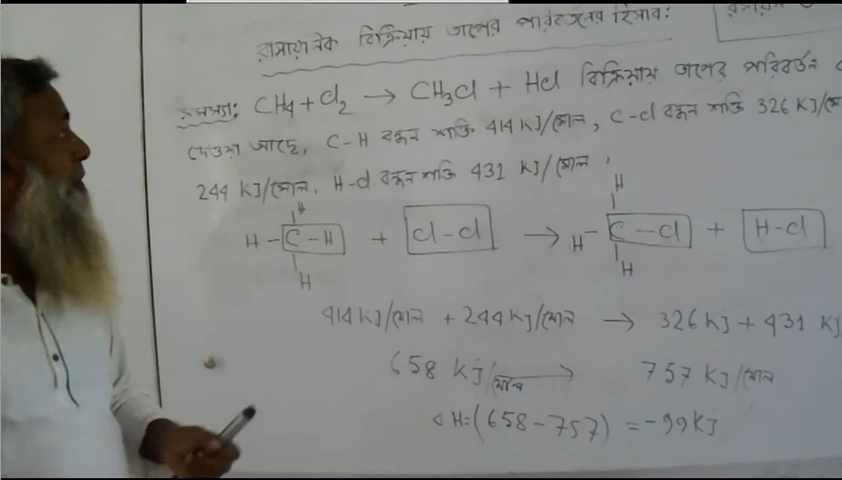 রাসায়নিক বিক্রিয়ায় তাপের পরিবর্তনের হিসাব:
সমস্যা: CH4 + Cl2 → CH3Cl + HCl বিক্রিয়ায় তাপের পরিবর্তন
দেওয়া আছে, C-H বন্ধন শক্তি 414 KJ/মোল, C-Cl বন্ধন শক্তি 326 KJ/
244 KJ/মোল, H-Cl বন্ধন শক্তি 431 KJ/মোল,
H H
H - C - H + Cl - Cl → H - C - Cl + H - Cl
H H
414 KJ/মোল + 244 KJ/মোল → 326 KJ + 431 KJ
658 KJ/মোল → 757 KJ/মোল
ΔH=(658-757) = -99 KJ